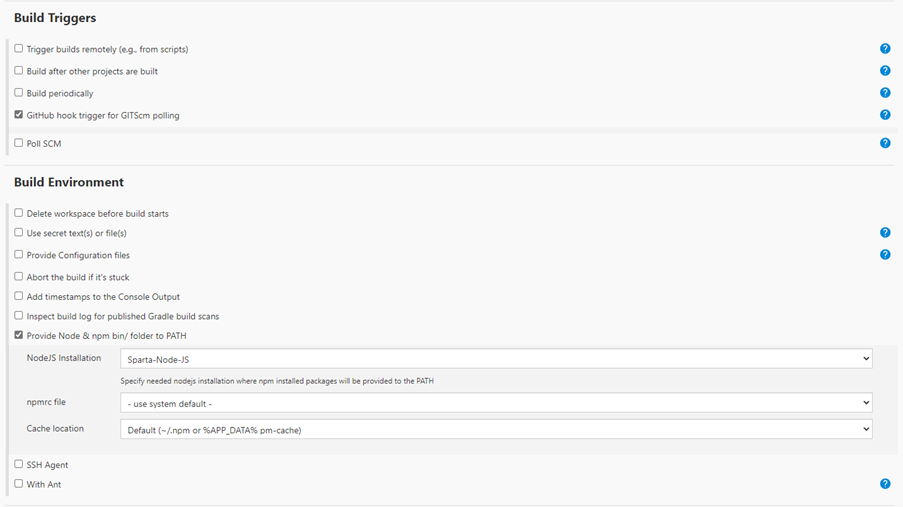 Build Triggers
Trigger builds remotely (e.g., from scripts)
?
Build after other projects are built
?
Build periodically
?
GitHub hook trigger for GITScm polling
?
Poll SCM
?
Build Environment
Delete workspace before build starts
Use secret text(s) or file(s)
?
Provide Configuration files
?
Abort the build if it's stuck
Add timestamps to the Console Output
Inspect build log for published Gradle build scans
Provide Node & npm bin/ folder to PATH
NodeJS Installation
Sparta-Node-JS
Specify needed nodejs installation where npm installed packages will be provided to the PATH
npmrc file
- use system default -
Cache location
Default (~/.npm or %APP_DATA% pm-cache)
SSH Agent
With Ant
?